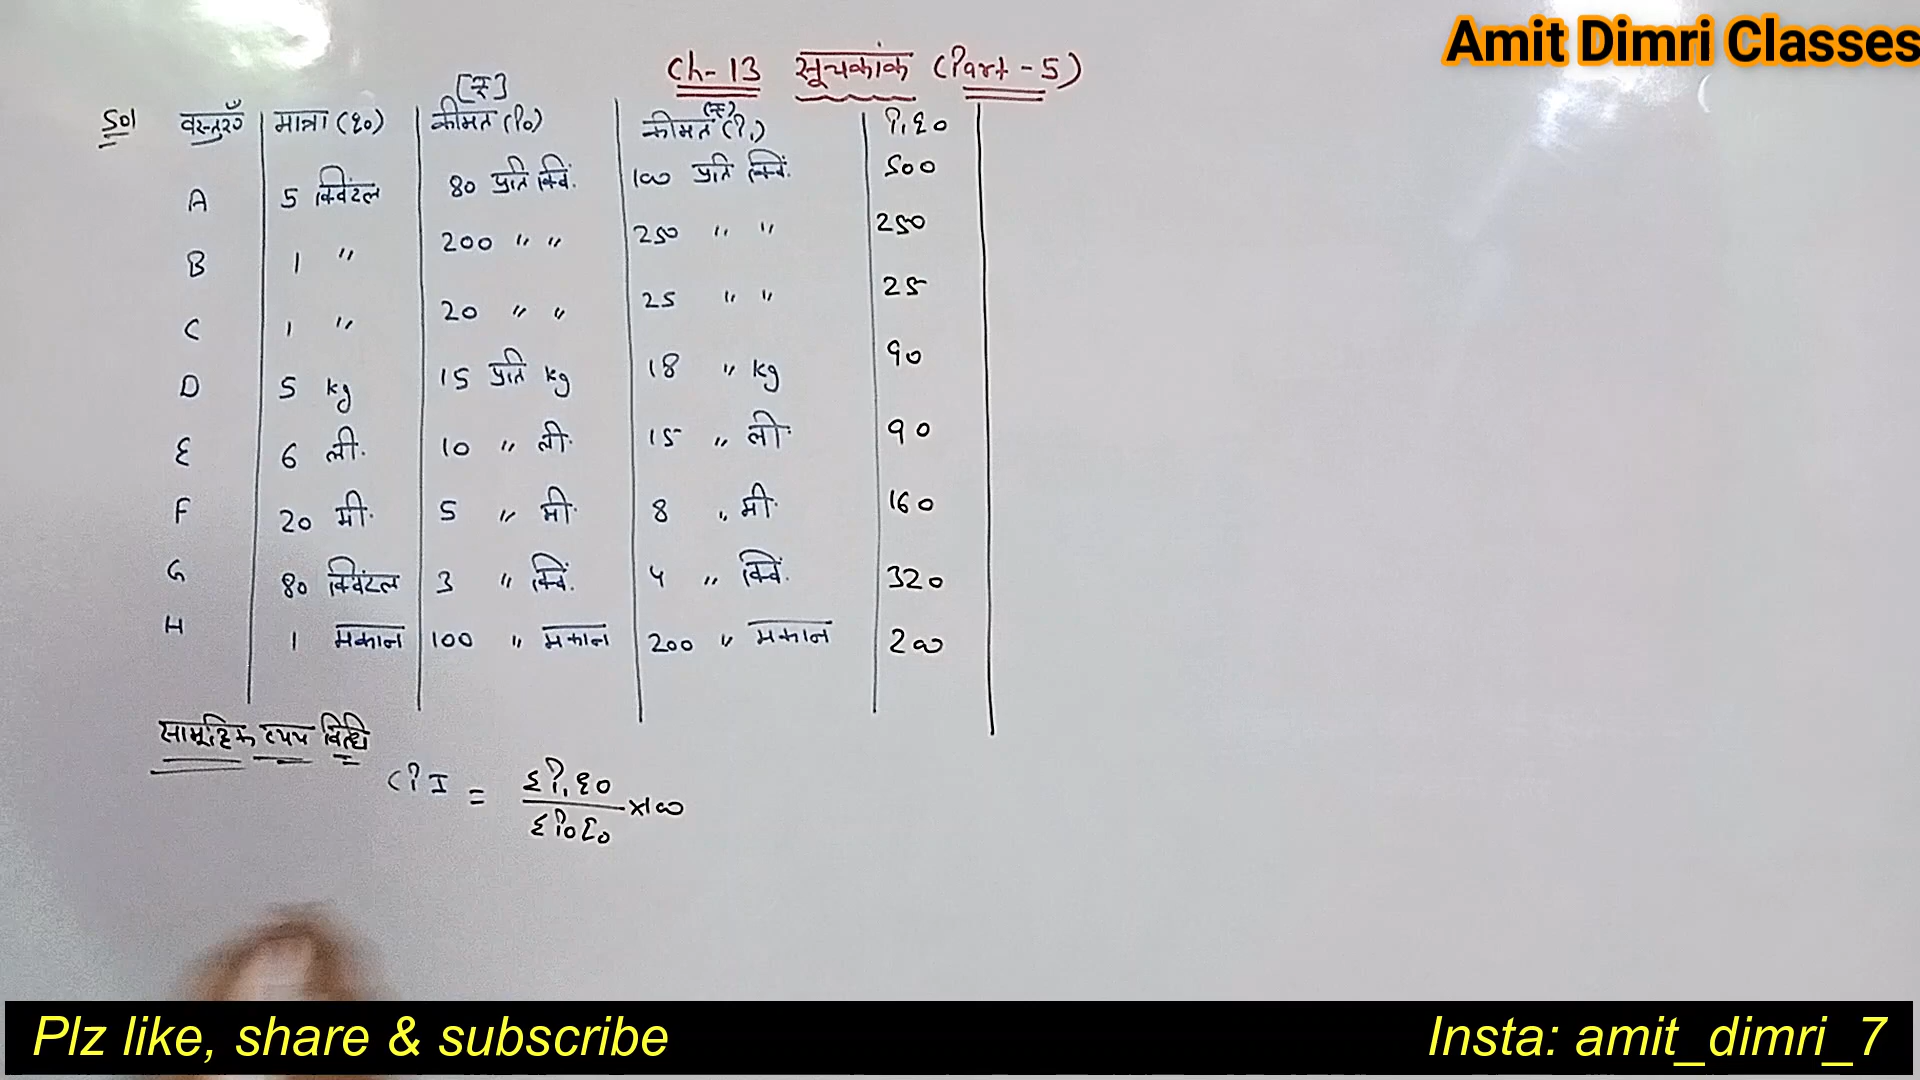 Amit Dimri Classes
Ch-13 सूचकांक (Part-5)
[₹] (₹)
Sol वस्तुएँ मात्रा (q0) कीमत (P0) कीमत (P1) P1q0
A 5 क्विंटल 80 प्रति क्विं. 100 प्रति क्विं. 500
B 1 " 200 " " 250 " " 250
C 1 " 20 " " 25 " " 25
D 5 kg 15 प्रति kg 18 " kg 90
E 6 ली. 10 " ली. 15 " ली. 90
F 20 मी. 5 " मी. 8 " मी. 160
G 80 क्विंटल 3 " क्विं. 4 " क्विं. 320
H 1 मकान 100 " मकान 200 " मकान 200
सामूहिक व्यय विधि
CPI = ΣP1q0 / ΣP0q0 ×100
Plz like, share & subscribe
Insta: amit_dimri_7